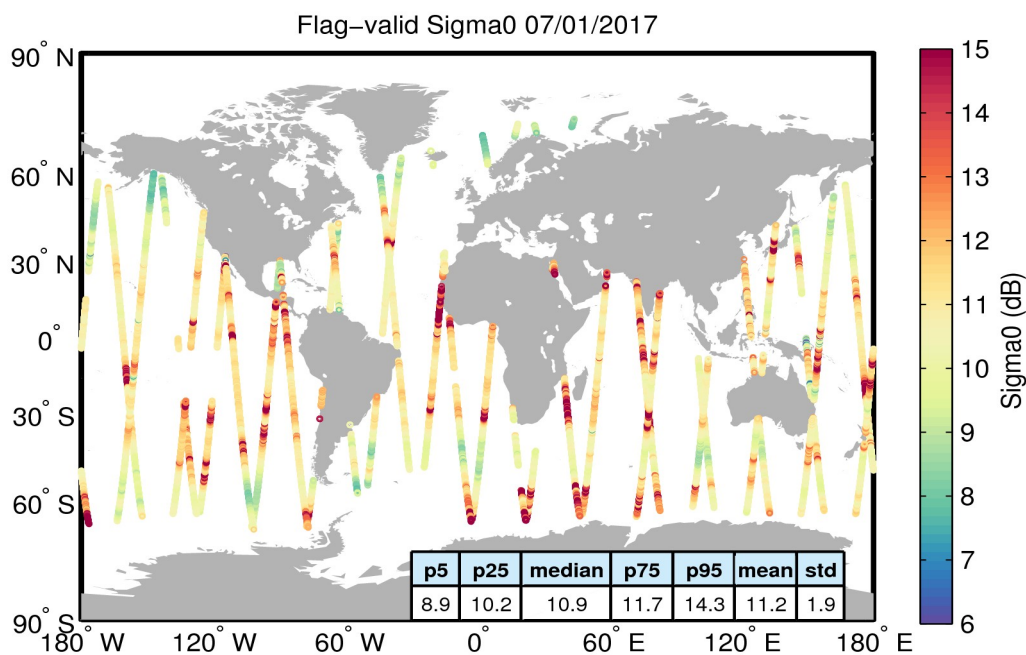 Flag−valid Sigma0 07/01/2017
90° N
60° N
30° N
0°
30° S
60° S
90° S
180° W
120° W
60° W
0°
60° E
120° E
180° E
15
14
13
12
11
10
9
8
7
6
Sigma0 (dB)
p5 p25 median p75 p95 mean std
8.9 10.2 10.9 11.7 14.3 11.2 1.9